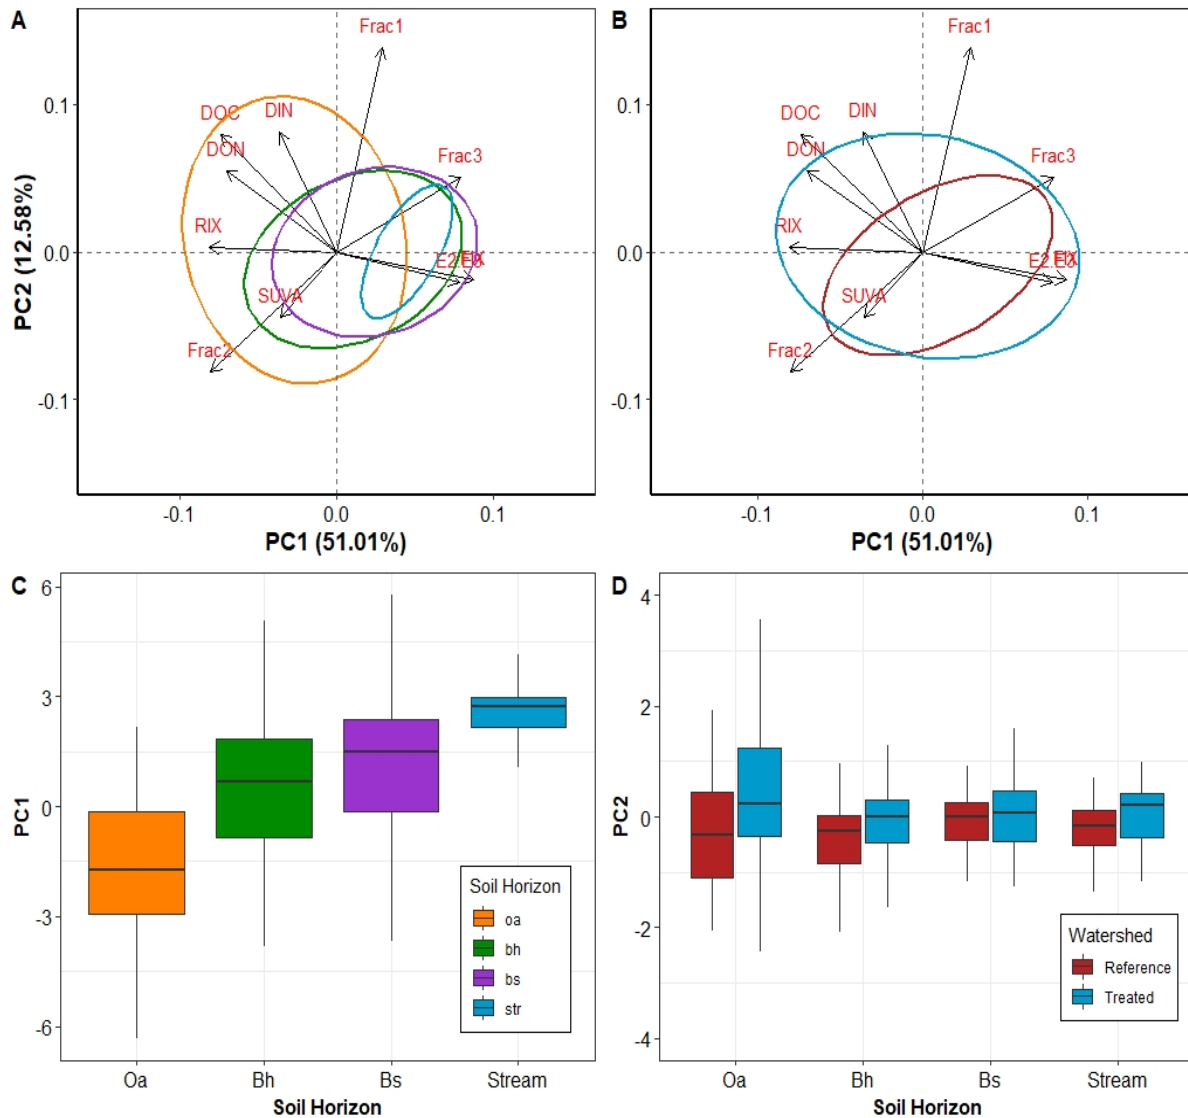 A
Frac1
DOC
DIN
DON
Frac3
RIX
SUVA
Frac2
0.1
0.0
-0.1
PC2 (12.58%)
-0.1
0.0
0.1
PC1 (51.01%)
B
Frac1
DOC
DIN
DON
Frac3
RIX
SUVA
Frac2
0.1
0.0
-0.1
-0.1
0.0
0.1
PC1 (51.01%)
C
6
3
0
-3
-6
PC1
Soil Horizon
oa
bh
bs
str
Oa
Bh
Bs
Stream
Soil Horizon
D
4
2
0
-2
-4
PC2
Watershed
Reference
Treated
Oa
Bh
Bs
Stream
Soil Horizon